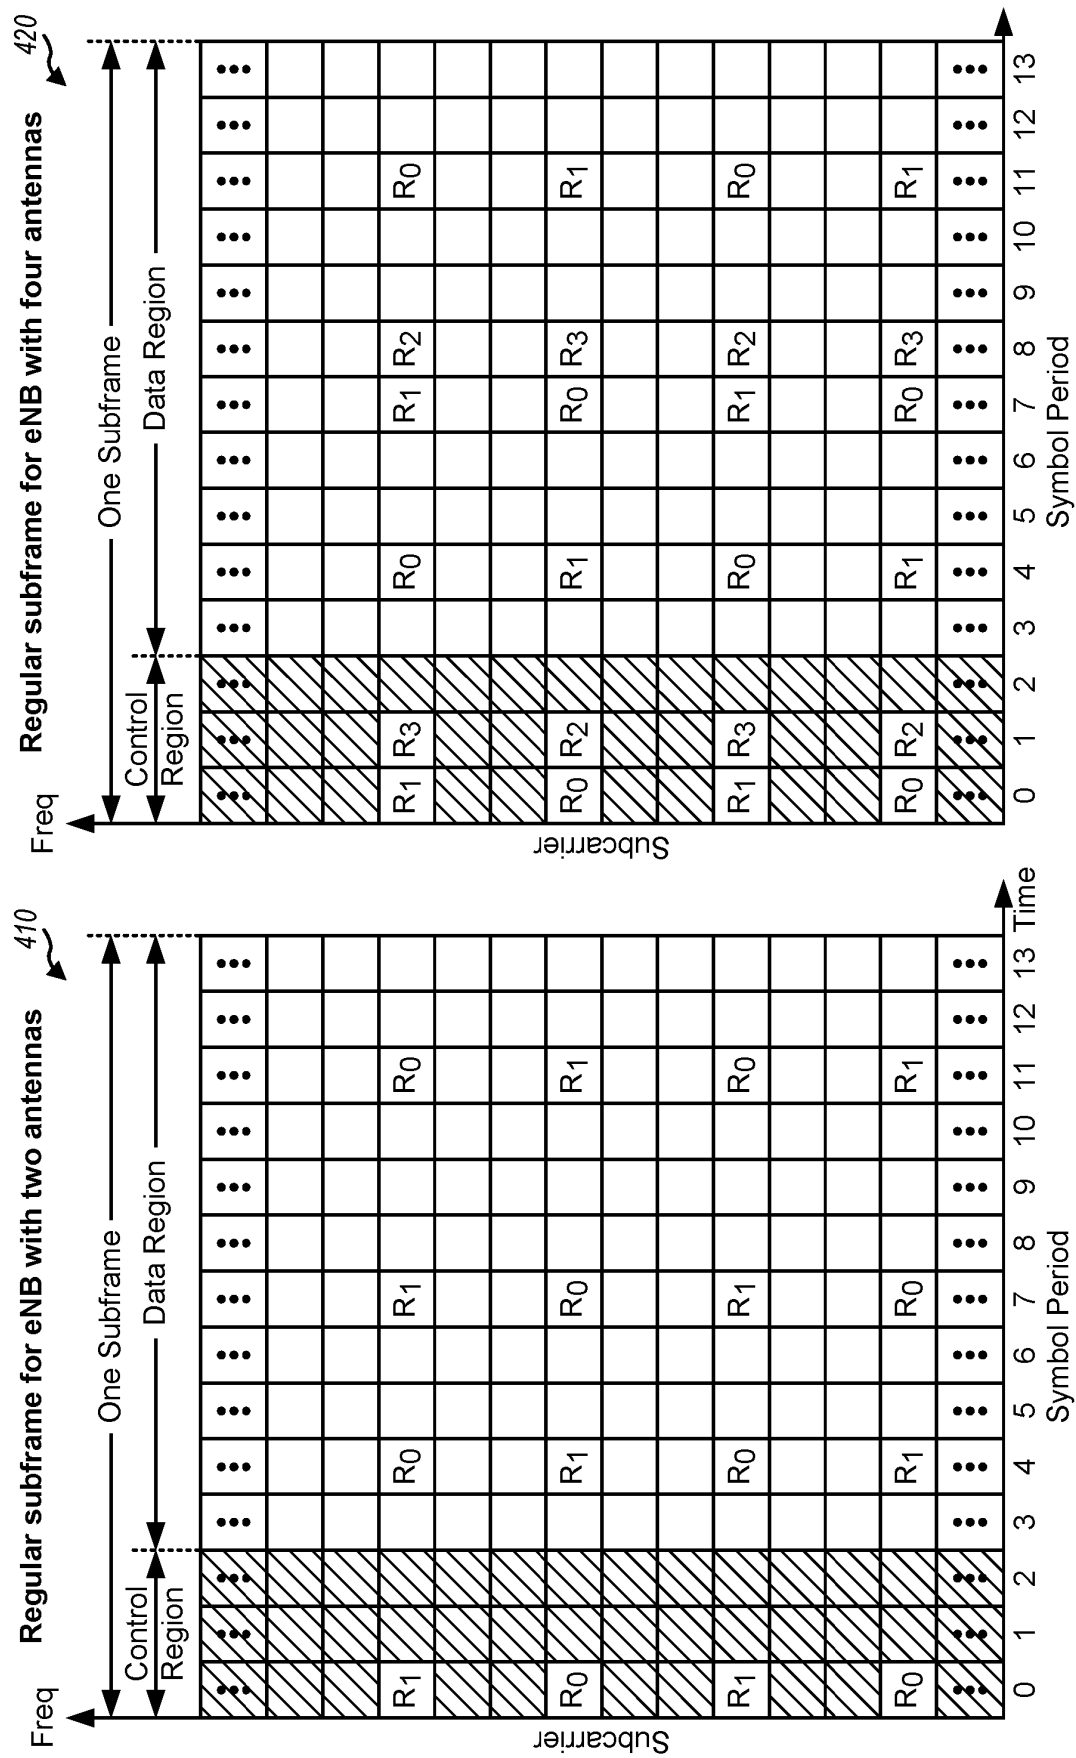 Regular subframe for eNB with two antennas
410
Freq
One Subframe
Control
Region
Data Region
Subcarrier
R1 R0 R1 R0
R0 R1 R0 R1
R1 R0 R1 R0
R0 R1 R0 R1
0 1 2 3 4 5 6 7 8 9 10 11 12 13
Time
Symbol Period
Regular subframe for eNB with four antennas
420
Freq
One Subframe
Control
Region
Data Region
Subcarrier
R1 R3 R0 R1 R2 R0
R0 R2 R1 R0 R3 R1
R1 R3 R0 R1 R2 R0
R0 R2 R1 R0 R3 R1
0 1 2 3 4 5 6 7 8 9 10 11 12 13
Symbol Period